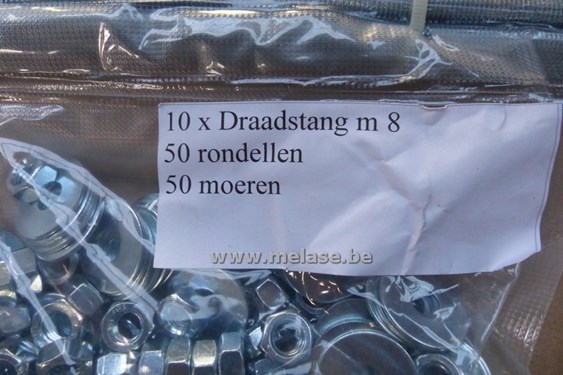 10 x Draadstang m 8
50 rondellen
50 moeren
www.melase.be